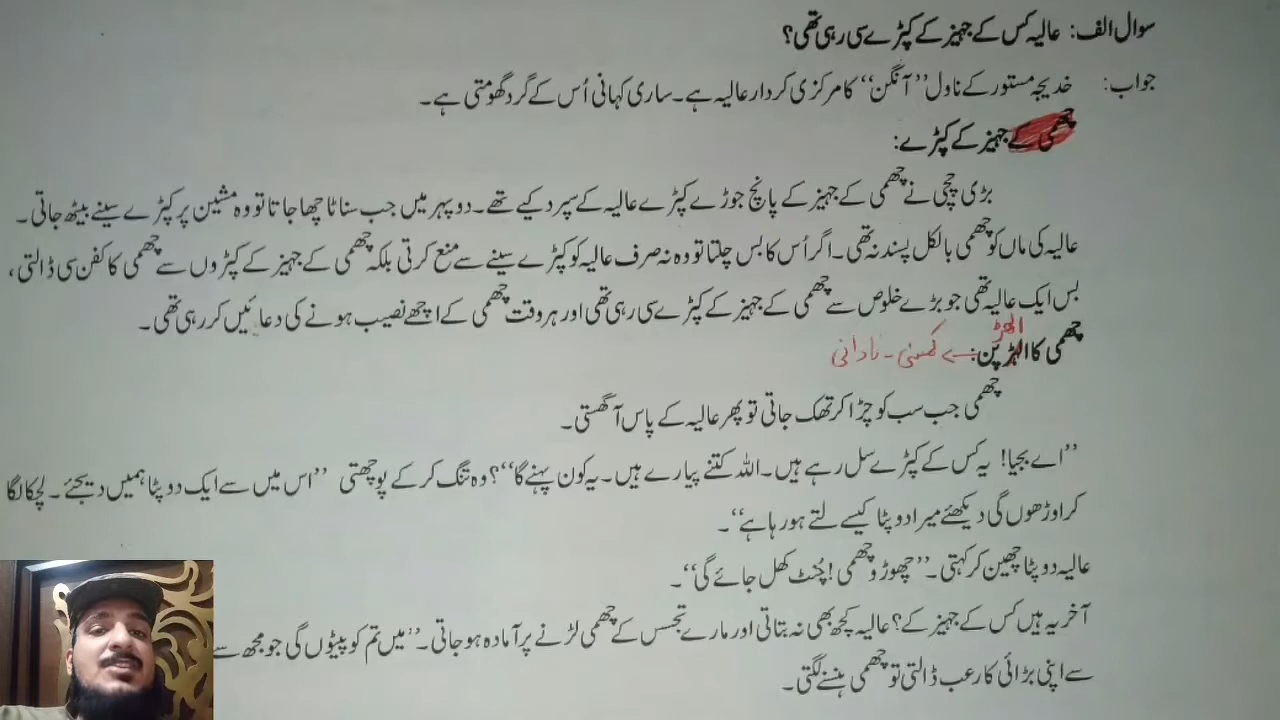 سوال الف: عالیہ کس کے جہیز کے کپڑے سی رہی تھی؟
جواب: خدیجہ مستور کے ناول ’’آنگن‘‘ کا مرکزی کردار عالیہ ہے۔ ساری کہانی اُس کے گرد گھومتی ہے۔
چھمی کے جہیز کے کپڑے:
بڑی چچی نے چھمی کے جہیز کے پانچ جوڑے کپڑے عالیہ کے سپرد کیے تھے۔ دوپہر میں جب سناٹا چھا جاتا تو وہ مشین پر کپڑے سینے بیٹھ جاتی۔
عالیہ کی ماں کو چھمی بالکل پسند نہ تھی۔ اگر اُس کا بس چلتا تو وہ نہ صرف عالیہ کو کپڑے سینے سے منع کرتی بلکہ چھمی کے جہیز کے کپڑوں سے چھمی کا کفن سی ڈالتی،
بس ایک عالیہ تھی جو بڑے خلوص سے چھمی کے جہیز کے کپڑے سی رہی تھی اور ہر وقت چھمی کے اچھے نصیب ہونے کی دعائیں کر رہی تھی۔
الھڑ
چھمی کا الہڑ پن: ← کمسنی - نادانی
چھمی جب سب کو چڑا کر تھک جاتی تو پھر عالیہ کے پاس آ گھستی۔
’’اے بجیا! یہ کس کے کپڑے سل رہے ہیں۔ اللہ کتنے پیارے ہیں۔ یہ کون پہنے گا‘‘؟ وہ تنگ کر کے پوچھتی ’’اس میں سے ایک دوپٹا ہمیں دیجئے۔ لچکا لگا
کر اوڑھوں گی دیکھئے میرا دوپٹا کیسے لتے ہو رہا ہے‘‘۔
عالیہ دوپٹا چھین کر کہتی۔ ’’چھوڑو چھمی! چُنٹ کھل جائے گی‘‘۔
آخر یہ ہیں کس کے جہیز کے؟ عالیہ کچھ بھی نہ بتاتی اور مارے تجسس کے چھمی لڑنے پر آمادہ ہو جاتی۔ ’’میں تم کو پیٹوں گی جو مجھ سے
سے اپنی بڑائی کا رعب ڈالتی تو چھمی ہنسنے لگتی۔